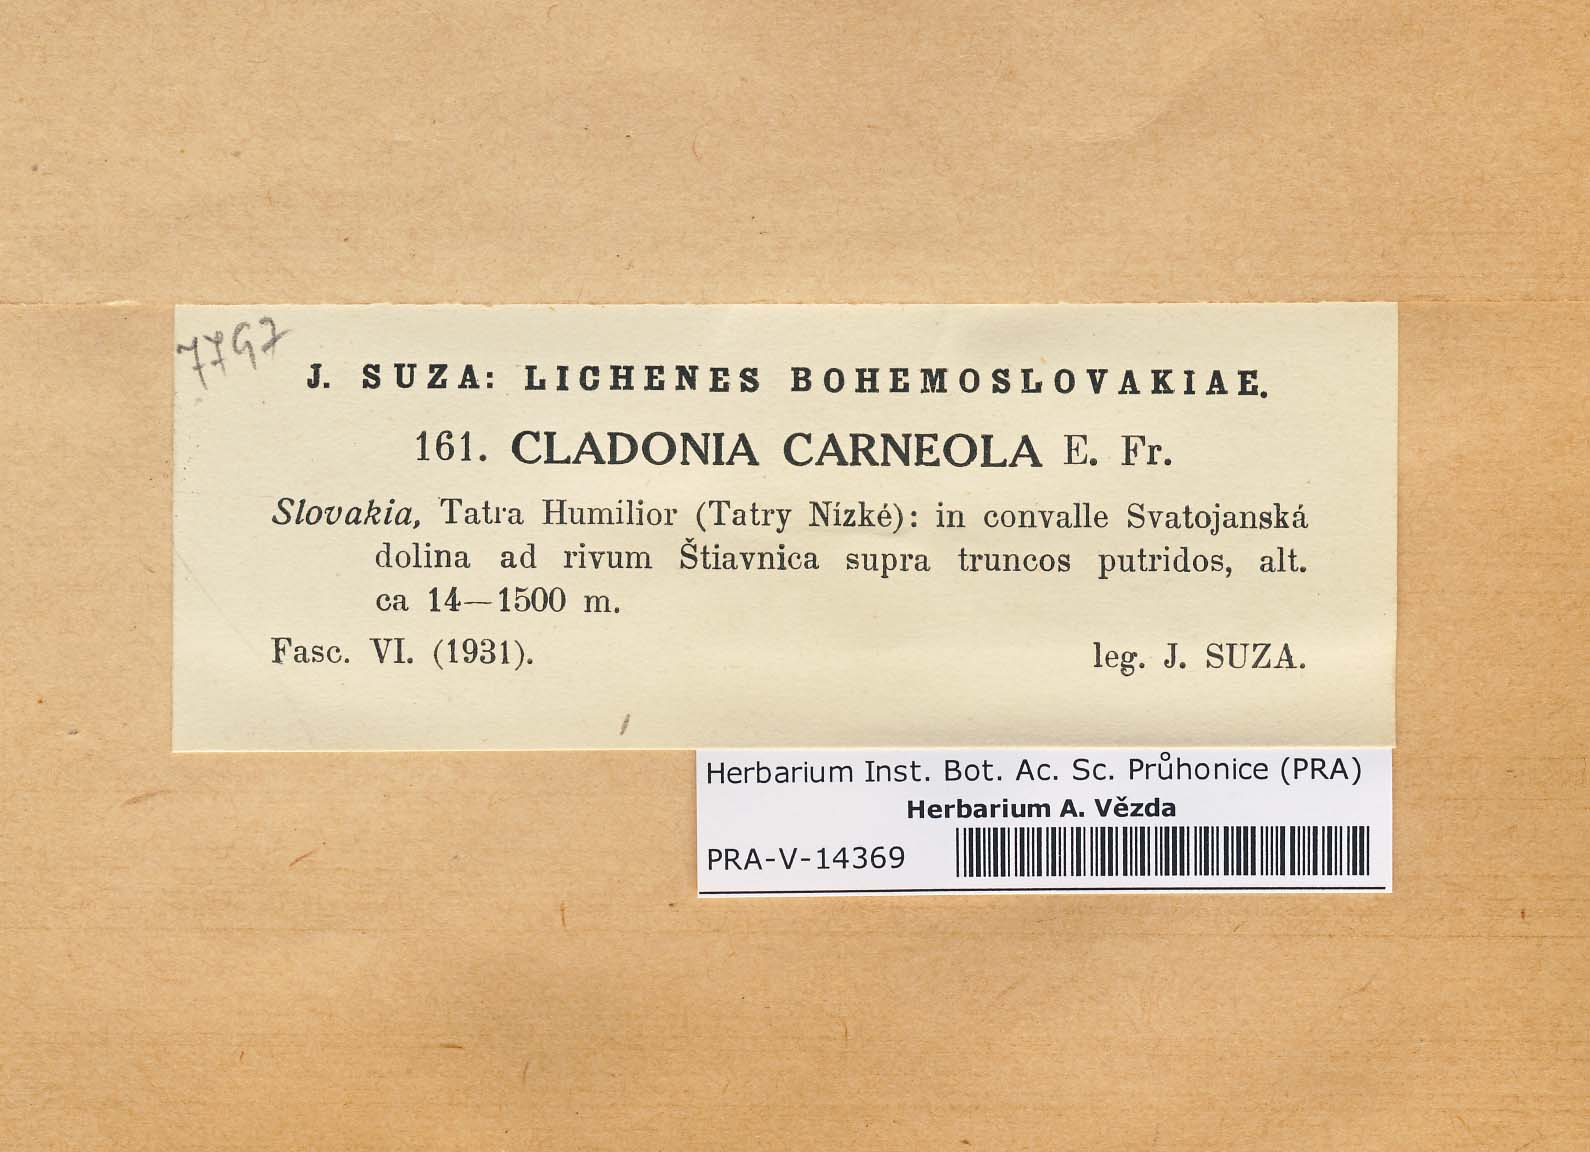 7797
J. SUZA: LICHENES BOHEMOSLOVAKIAE.
161. CLADONIA CARNEOLA E. Fr.
Slovakia, Tatra Humilior (Tatry Nízké): in convalle Svatojanská
dolina ad rivum Štiavnica supra truncos putridos, alt.
ca 14—1500 m.
Fasc. VI. (1931). leg. J. SUZA.
Herbarium Inst. Bot. Ac. Sc. Průhonice (PRA)
Herbarium A. Vězda
PRA-V-14369